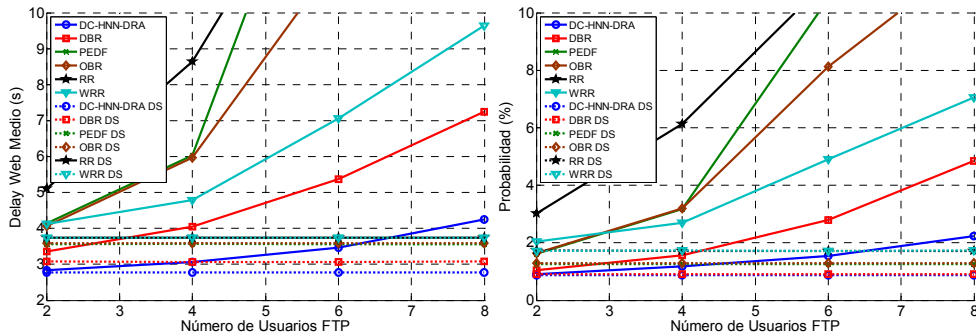 10
9
8
7
6
5
4
3
2
Delay Web Medio (s)
DC-HNN-DRA
DBR
PEDF
OBR
RR
WRR
DC-HNN-DRA DS
DBR DS
PEDF DS
OBR DS
RR DS
WRR DS
2 3 4 5 6 7 8
Número de Usuarios FTP
10
8
6
4
2
0
Probabilidad (%)
DC-HNN-DRA
DBR
PEDF
OBR
RR
WRR
DC-HNN-DRA DS
DBR DS
PEDF DS
OBR DS
RR DS
WRR DS
2 3 4 5 6 7 8
Número de Usuarios FTP